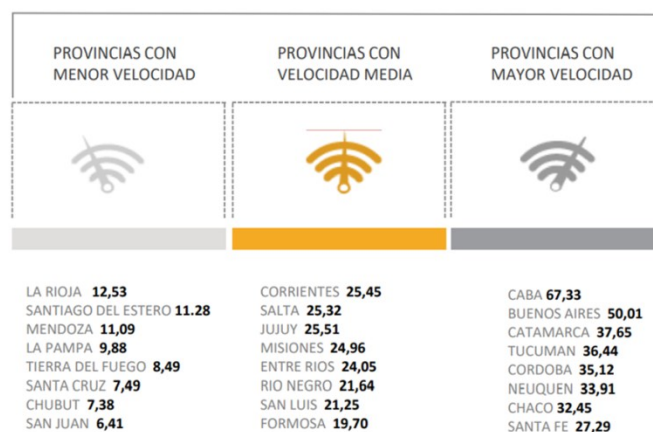 PROVINCIAS CON
MENOR VELOCIDAD
LA RIOJA 12,53
SANTIAGO DEL ESTERO 11.28
MENDOZA 11,09
LA PAMPA 9,88
TIERRA DEL FUEGO 8,49
SANTA CRUZ 7,49
CHUBUT 7,38
SAN JUAN 6,41
PROVINCIAS CON
VELOCIDAD MEDIA
CORRIENTES 25,45
SALTA 25,32
JUJUY 25,51
MISIONES 24,96
ENTRE RIOS 24,05
RIO NEGRO 21,64
SAN LUIS 21,25
FORMOSA 19,70
PROVINCIAS CON
MAYOR VELOCIDAD
CABA 67,33
BUENOS AIRES 50,01
CATAMARCA 37,65
TUCUMAN 36,44
CORDOBA 35,12
NEUQUEN 33,91
CHACO 32,45
SANTA FE 27,29